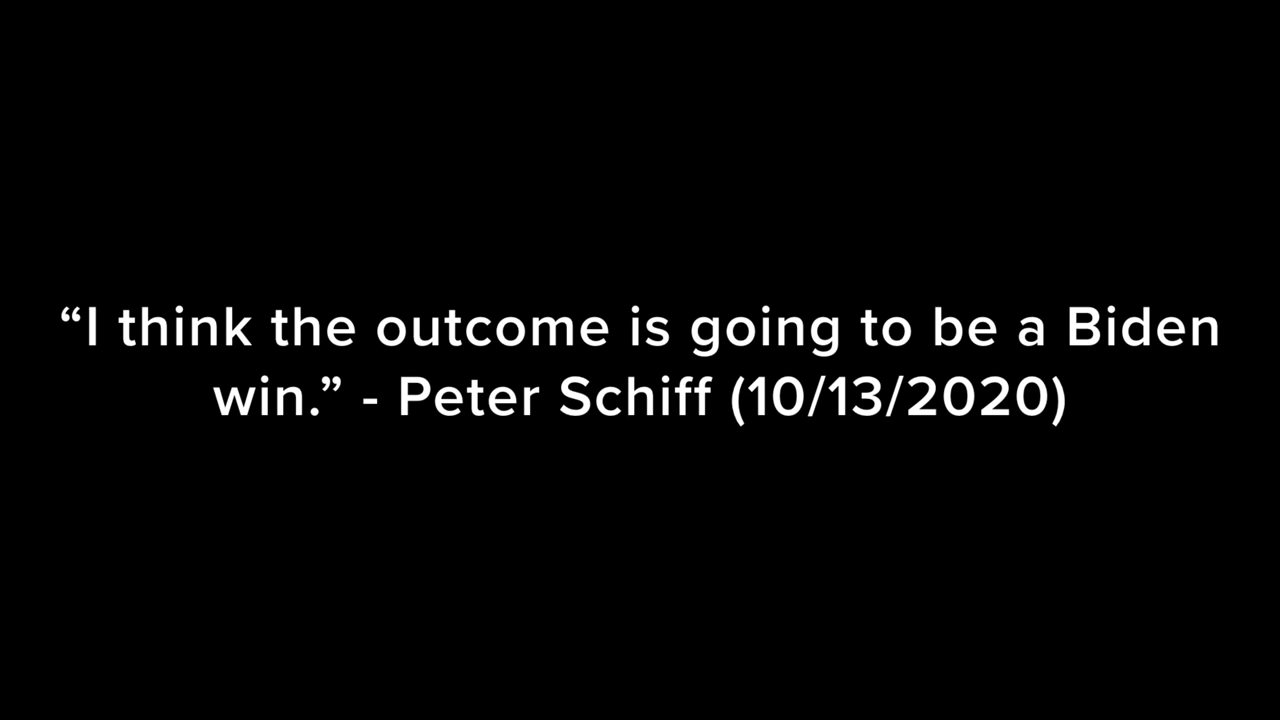 “I think the outcome is going to be a Biden
win.” - Peter Schiff (10/13/2020)